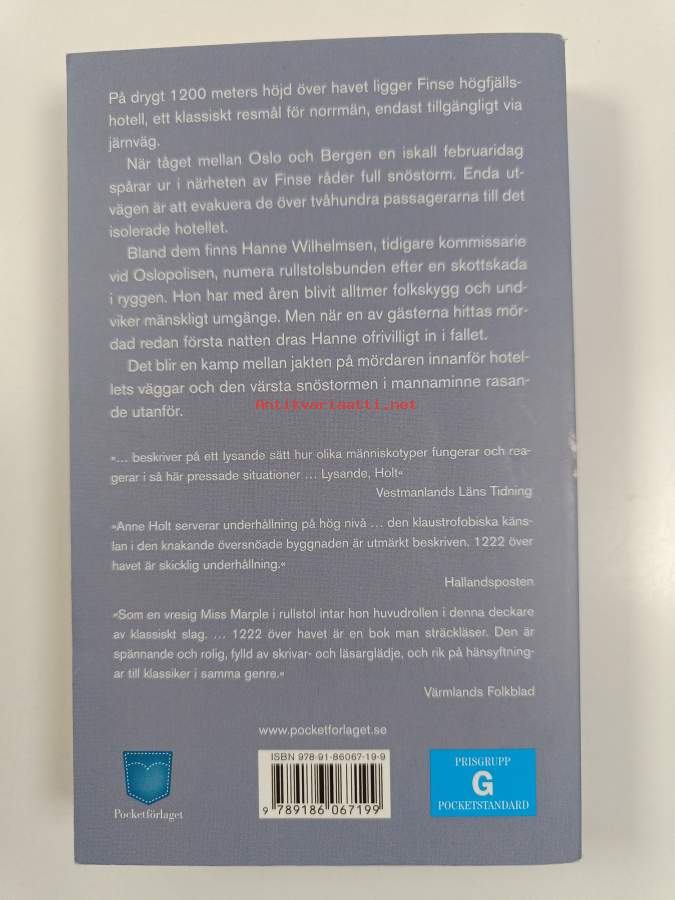 På drygt 1200 meters höjd över havet ligger Finse högfjälls-
hotell, ett klassiskt resmål för norrmän, endast tillgängligt via
järnväg.
När tåget mellan Oslo och Bergen en iskall februaridag
spårar ur i närheten av Finse råder full snöstorm. Enda ut-
vägen är att evakuera de över tvåhundra passagerarna till det
isolerade hotellet.
Bland dem finns Hanne Wilhelmsen, tidigare kommissarie
vid Oslopolisen, numera rullstolsbunden efter en skottskada
i ryggen. Hon har med åren blivit alltmer folkskygg och und-
viker mänskligt umgänge. Men när en av gästerna hittas mör-
dad redan första natten dras Hanne ofrivilligt in i fallet.
Det blir en kamp mellan jakten på mördaren innanför hotel-
lets väggar och den värsta snöstormen i mannaminne rasan-
de utanför.
Antikvariaatti.net
»... beskriver på ett lysande sätt hur olika människotyper fungerar och rea-
gerar i så här pressade situationer ... Lysande, Holt«
Vestmanlands Läns Tidning
»Anne Holt serverar underhållning på hög nivå ... den klaustrofobiska käns-
lan i den knakande översnöade byggnaden är utmärkt beskriven. 1222 över
havet är skicklig underhållning.«
Hallandsposten
»Som en vresig Miss Marple i rullstol intar hon huvudrollen i denna deckare
av klassiskt slag. ... 1222 över havet är en bok man sträckläser. Den är
spännande och rolig, fylld av skrivar- och läsarglädje, och rik på hänsyftning-
ar till klassiker i samma genre.«
Värmlands Folkblad
www.pocketforlaget.se
Pocketförlaget
ISBN 978-91-86067-19-9
9 789186 067199
PRISGRUPP
G
POCKETSTANDARD